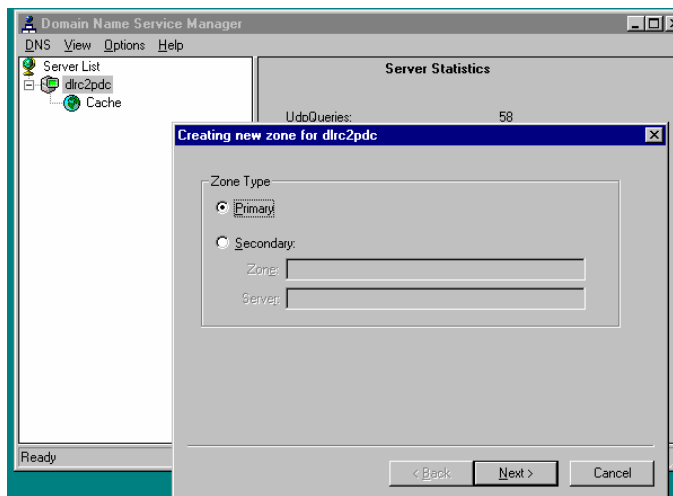 Domain Name Service Manager
DNS View Options Help
Server List
dlrc2pdc
Cache
Server Statistics
UdpQueries: 58
Creating new zone for dlrc2pdc
Zone Type
Primary
Secondary:
Zone:
Server:
Ready
< Back Next > Cancel